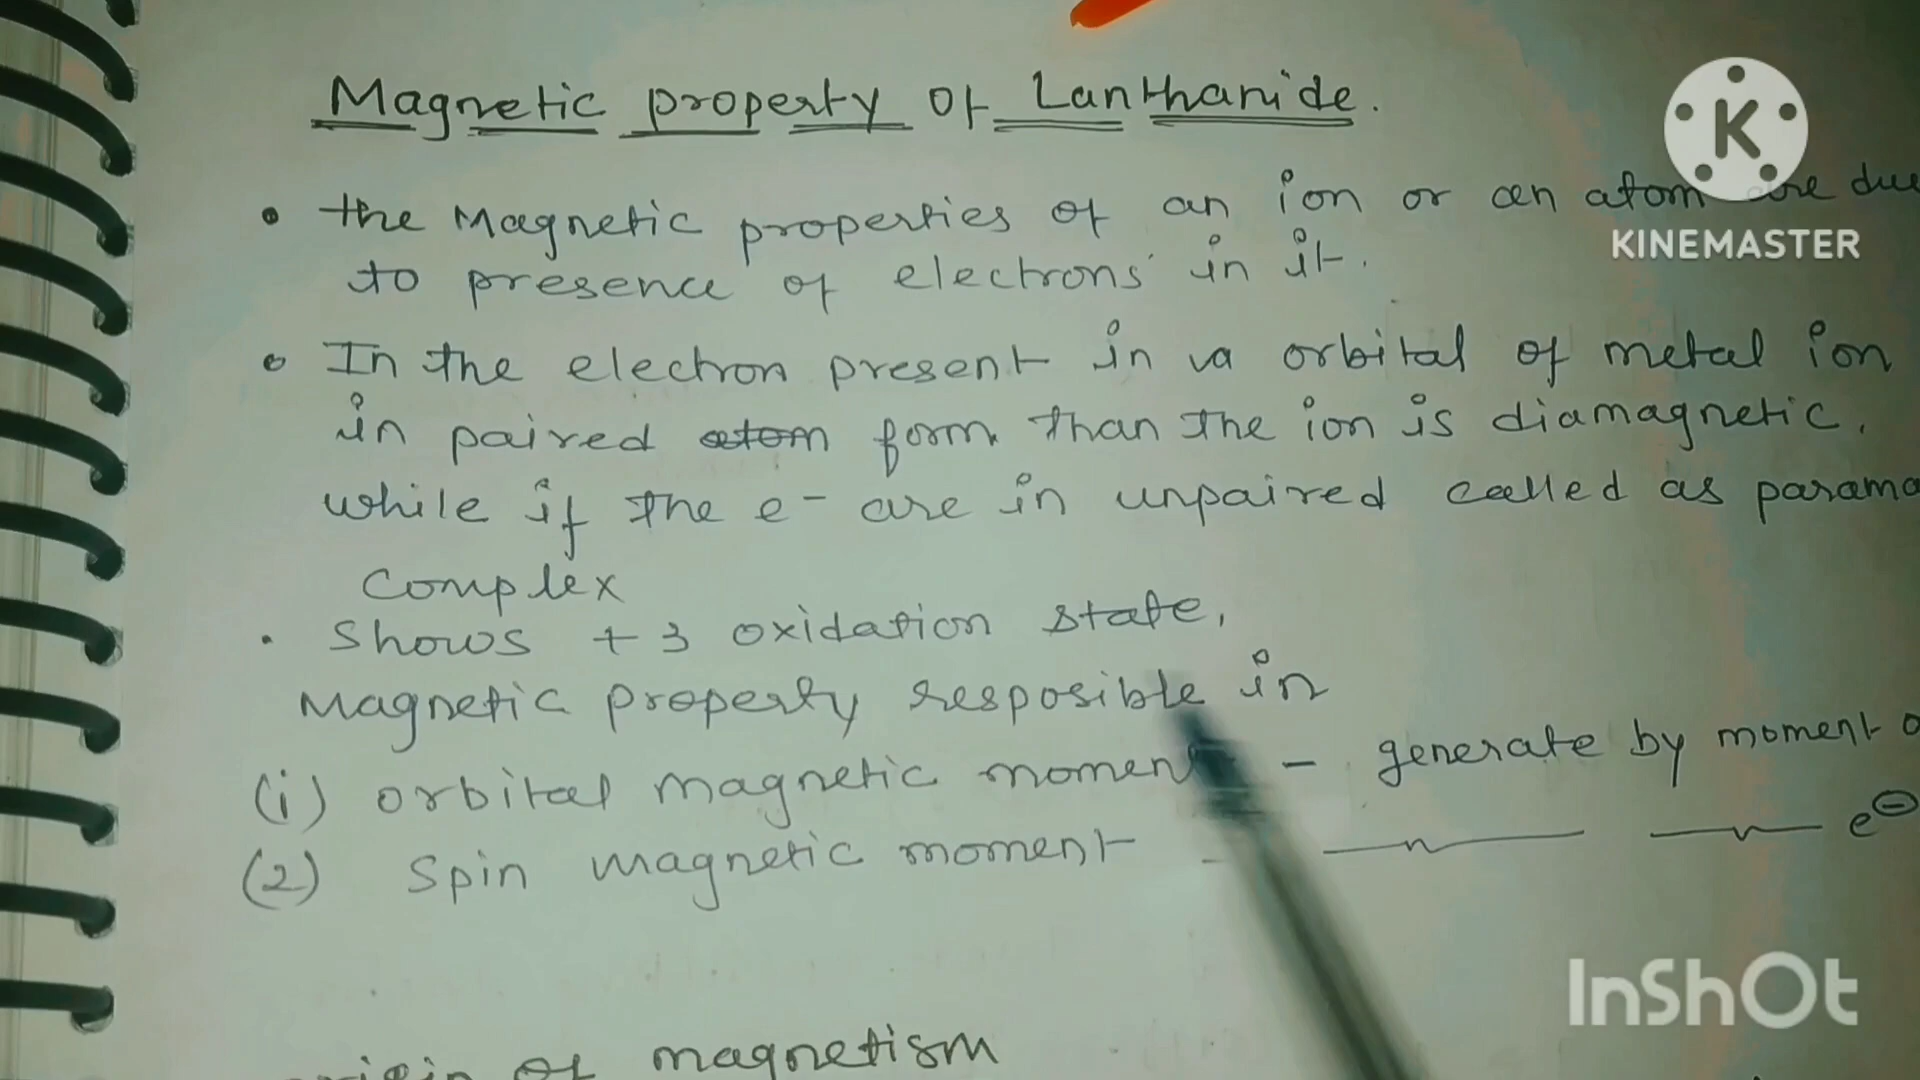 Magnetic property of Lanthanide.
• the Magnetic properties of an ion or an atom are due
to presence of electrons in it.
• In the electron present in a orbital of metal ion
in paired atom form than the ion is diamagnetic.
while if the e- are in unpaired called as parama
Complex
• Shows +3 oxidation state.
Magnetic property resposible in
(i) orbital magnetic moment - generate by moment o
(2) Spin magnetic moment - e-
origin of magnetism
K
KINEMASTER
InShOt